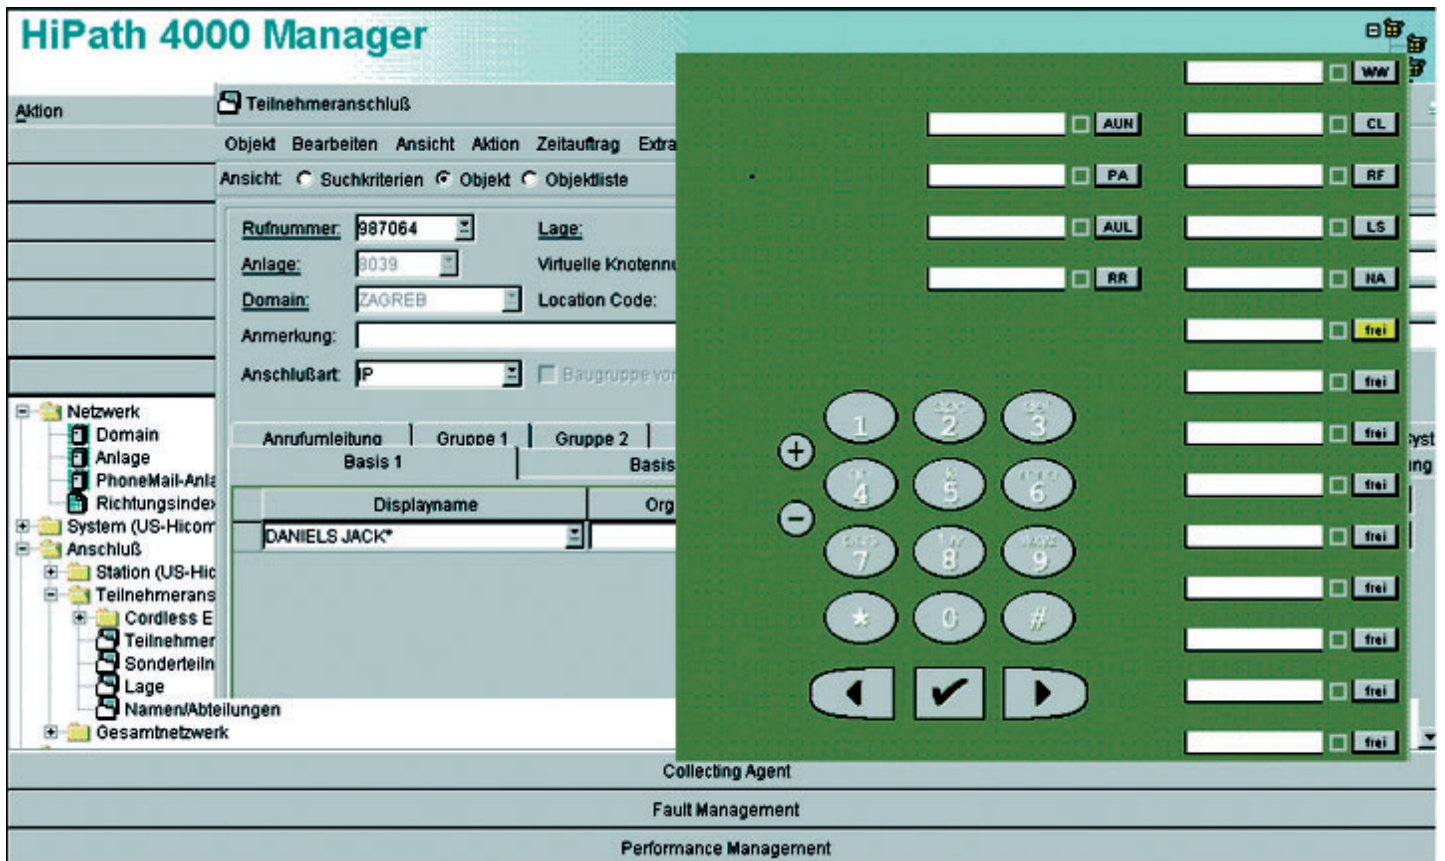 HiPath 4000 Manager
Aktion
Teilnehmeranschluß
Objekt Bearbeiten Ansicht Aktion Zeitauftrag Extra
Ansicht: Suchkriterien Objekt Objektliste
Rufnummer: 987064 Lage:
Anlage: 8039 Virtuelle Knotennu
Domain: ZAGREB Location Code:
Anmerkung:
Anschlußart: IP Baugruppe vor
Anrufumleitung Gruppe 1 Gruppe 2
Basis 1 Basis
Displayname Org
DANIELS JACK*
Netzwerk
Domain
Anlage
PhoneMail-Anla
Richtungsindex
System (US-Hicom
Anschluß
Station (US-Hic
Teilnehmerans
Cordless E
Teilnehmer
Sonderteiln
Lage
Namen/Abteilungen
Gesamtnetzwerk
WW
AUN CL
PA RF
AUL LS
RR NA
frei
frei
frei
frei
frei
frei
frei
frei
frei
1 2 3
+
4 5 6
−
7 8 9
* 0 #
yst
ng
Collecting Agent
Fault Management
Performance Management